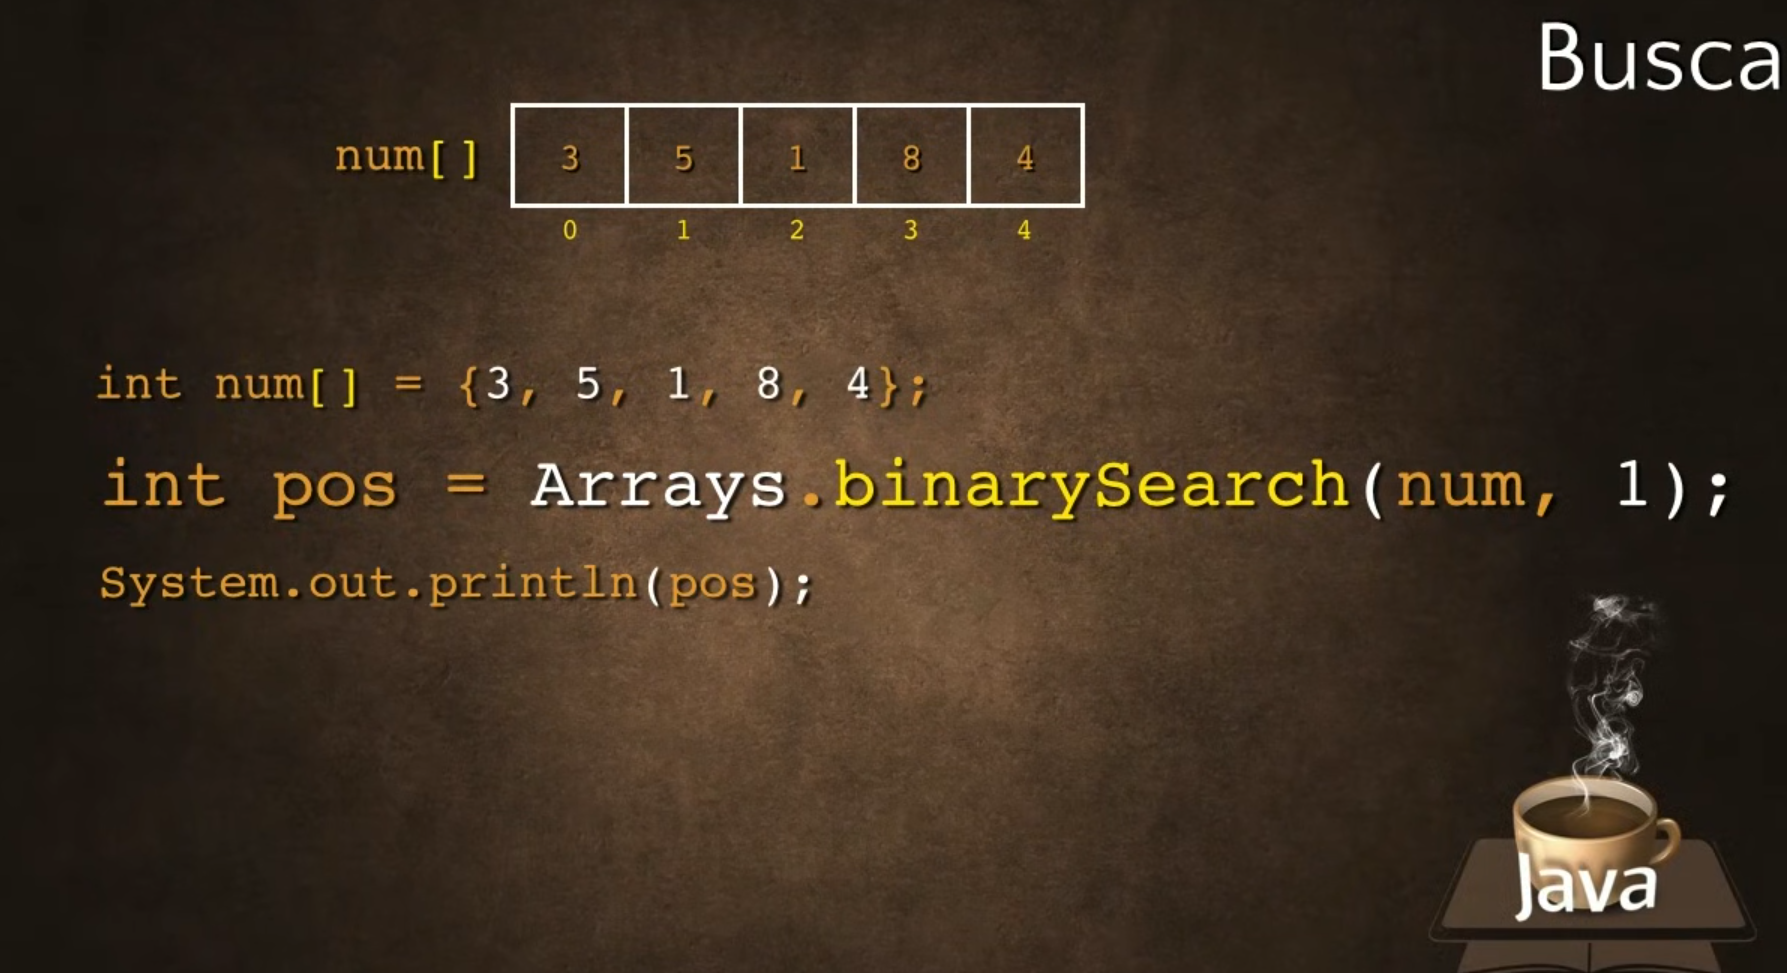 Busca
num[ ] 3 5 1 8 4
0 1 2 3 4
int num[ ] = {3, 5, 1, 8, 4};
int pos = Arrays.binarySearch(num, 1);
System.out.println(pos);
Java